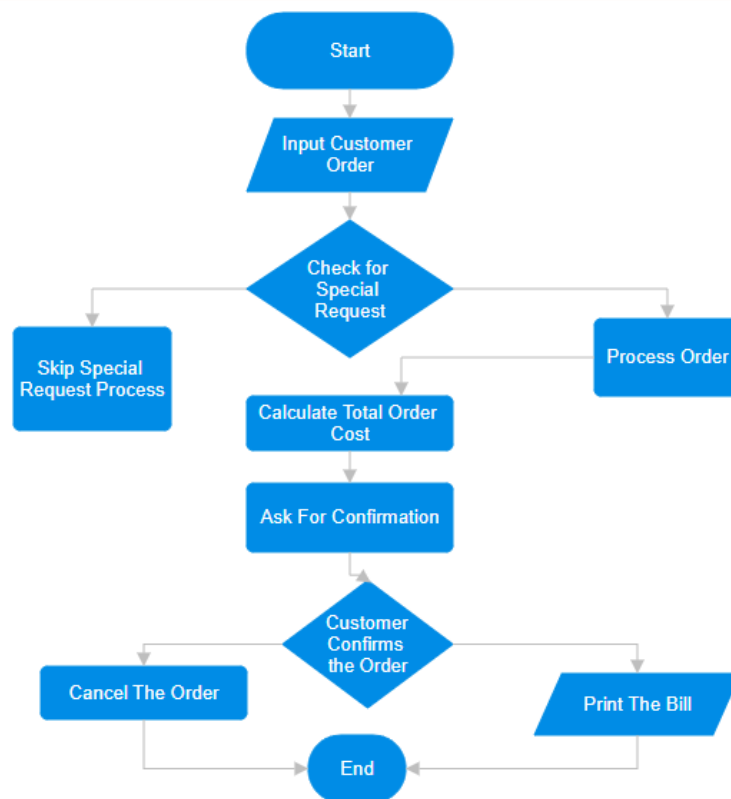 Start
Input Customer
Order
Check for
Special
Request
Skip Special
Request Process
Process Order
Calculate Total Order
Cost
Ask For Confirmation
Customer
Confirms
the Order
Cancel The Order
Print The Bill
End